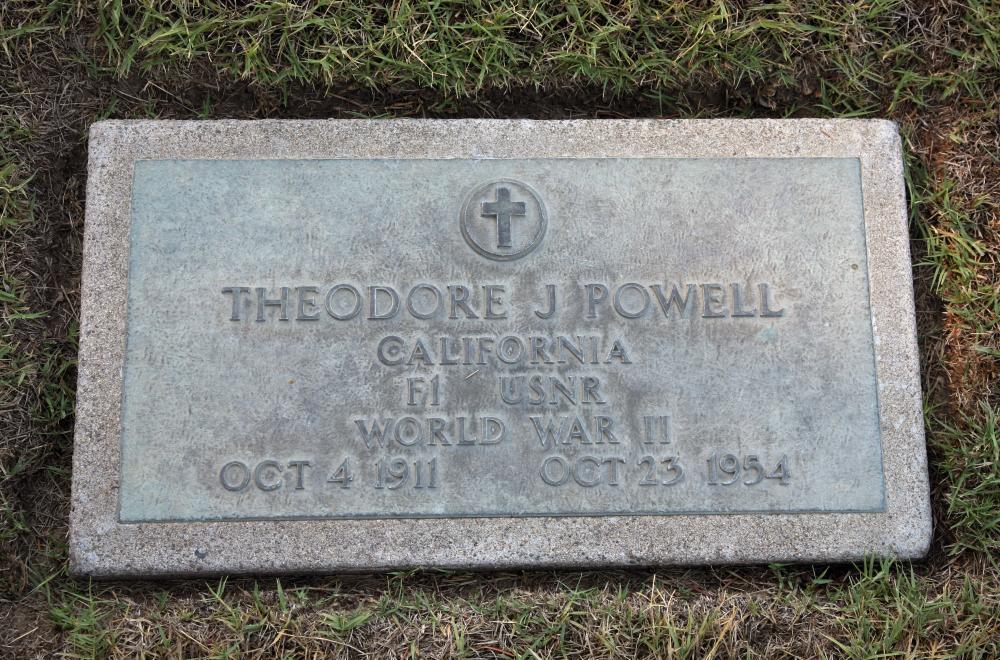 THEODORE J POWELL
CALIFORNIA
F1 USNR
WORLD WAR II
OCT 4 1911 OCT 23 1954